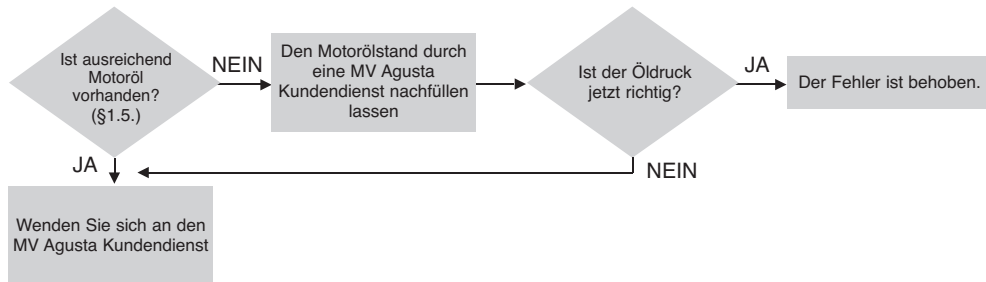 Ist ausreichend
Motoröl
vorhanden?
(§1.5.)
NEIN
Den Motorölstand durch
eine MV Agusta
Kundendienst nachfüllen
lassen
Ist der Öldruck
jetzt richtig?
JA
Der Fehler ist behoben.
JA
NEIN
Wenden Sie sich an den
MV Agusta Kundendienst